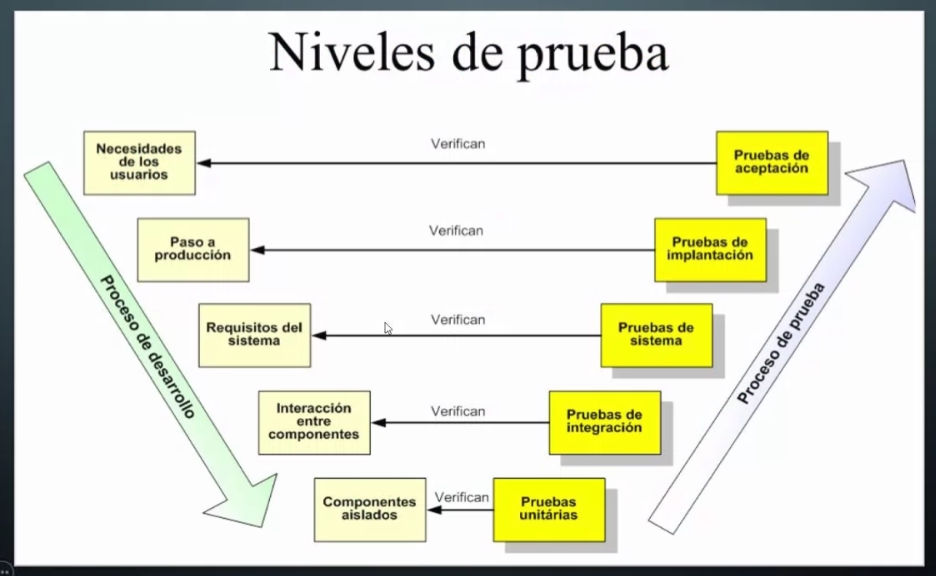 Niveles de prueba
Necesidades
de los
usuarios
Verifican
Pruebas de
aceptación
Paso a
producción
Verifican
Pruebas de
implantación
Requisitos del
sistema
Verifican
Pruebas de
sistema
Interacción
entre
componentes
Verifican
Pruebas de
integración
Componentes
aislados
Verifican
Pruebas
unitárias
Proceso de desarrollo
Proceso de prueba